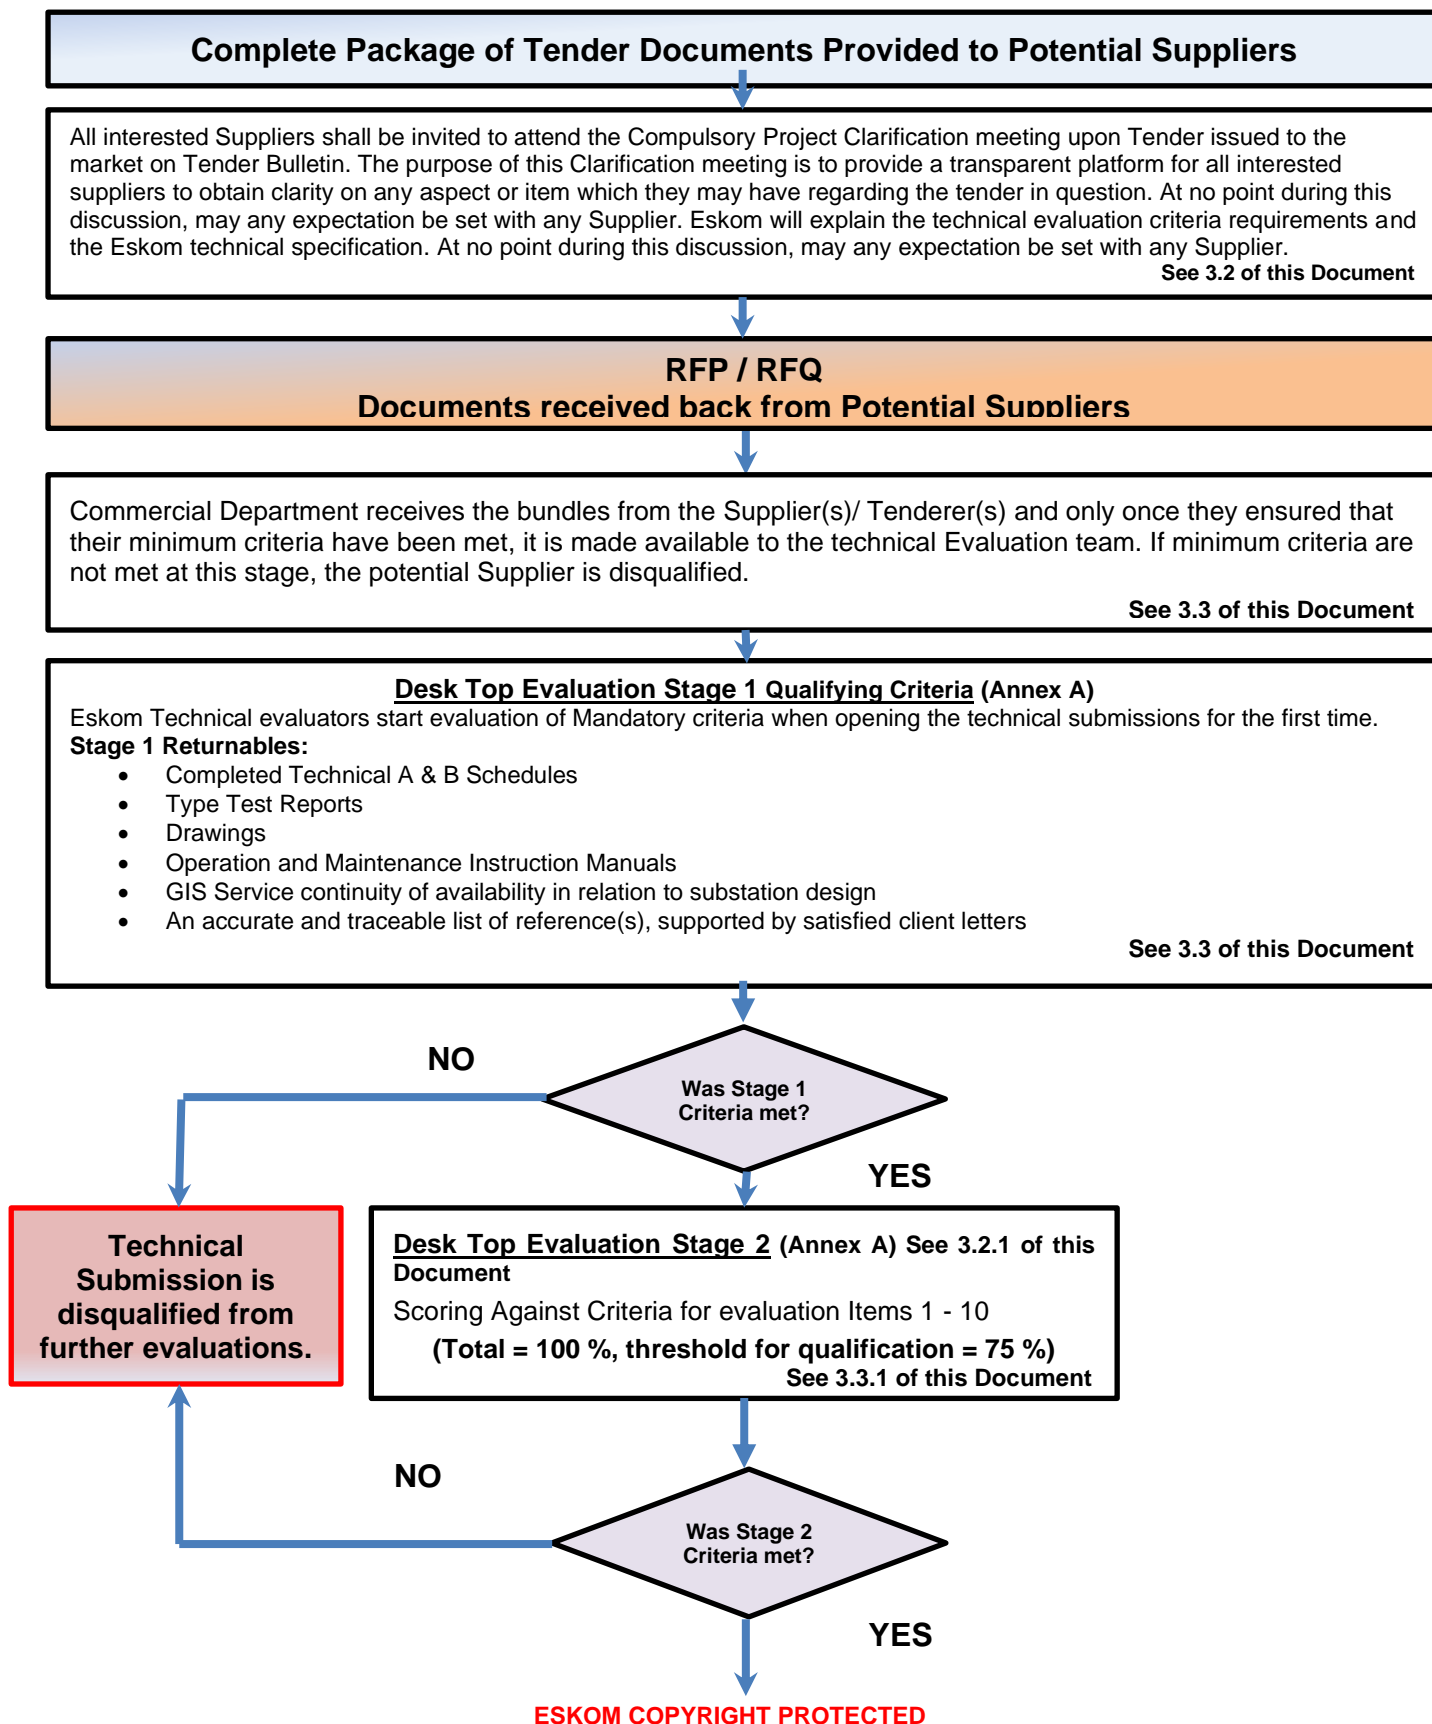 Complete Package of Tender Documents Provided to Potential Suppliers
All interested Suppliers shall be invited to attend the Compulsory Project Clarification meeting upon Tender issued to the
market on Tender Bulletin. The purpose of this Clarification meeting is to provide a transparent platform for all interested
suppliers to obtain clarity on any aspect or item which they may have regarding the tender in question. At no point during this
discussion, may any expectation be set with any Supplier. Eskom will explain the technical evaluation criteria requirements and
the Eskom technical specification. At no point during this discussion, may any expectation be set with any Supplier.
See 3.2 of this Document
RFP / RFQ
Documents received back from Potential Suppliers
Commercial Department receives the bundles from the Supplier(s)/ Tenderer(s) and only once they ensured that
their minimum criteria have been met, it is made available to the technical Evaluation team. If minimum criteria are
not met at this stage, the potential Supplier is disqualified.
See 3.3 of this Document
Desk Top Evaluation Stage 1 Qualifying Criteria (Annex A)
Eskom Technical evaluators start evaluation of Mandatory criteria when opening the technical submissions for the first time.
Stage 1 Returnables:
• Completed Technical A & B Schedules
• Type Test Reports
• Drawings
• Operation and Maintenance Instruction Manuals
• GIS Service continuity of availability in relation to substation design
• An accurate and traceable list of reference(s), supported by satisfied client letters
See 3.3 of this Document
NO
Was Stage 1
Criteria met?
YES
Technical
Submission is
disqualified from
further evaluations.
Desk Top Evaluation Stage 2 (Annex A) See 3.2.1 of this
Document
Scoring Against Criteria for evaluation Items 1 - 10
(Total = 100 %, threshold for qualification = 75 %)
See 3.3.1 of this Document
NO
Was Stage 2
Criteria met?
YES
ESKOM COPYRIGHT PROTECTED